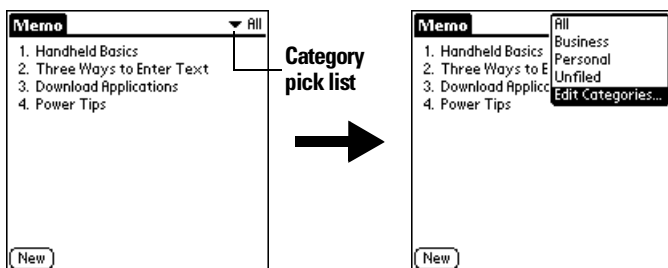 Memo
All
1. Handheld Basics
2. Three Ways to Enter Text
3. Download Applications
4. Power Tips
New
Category
pick list
Memo
All
Business
Personal
Unfiled
Edit Categories...
1. Handheld Basics
2. Three Ways to E
3. Download Applic
4. Power Tips
New